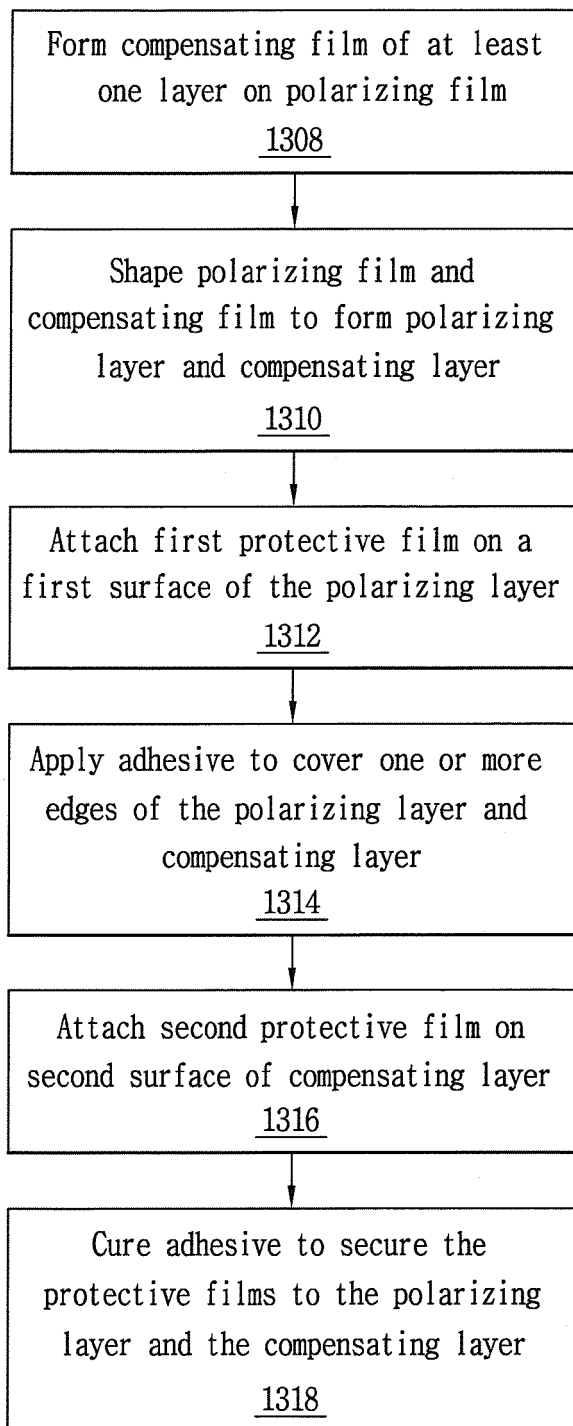 Form compensating film of at least
one layer on polarizing film
1308
Shape polarizing film and
compensating film to form polarizing
layer and compensating layer
1310
Attach first protective film on a
first surface of the polarizing layer
1312
Apply adhesive to cover one or more
edges of the polarizing layer and
compensating layer
1314
Attach second protective film on
second surface of compensating layer
1316
Cure adhesive to secure the
protective films to the polarizing
layer and the compensating layer
1318